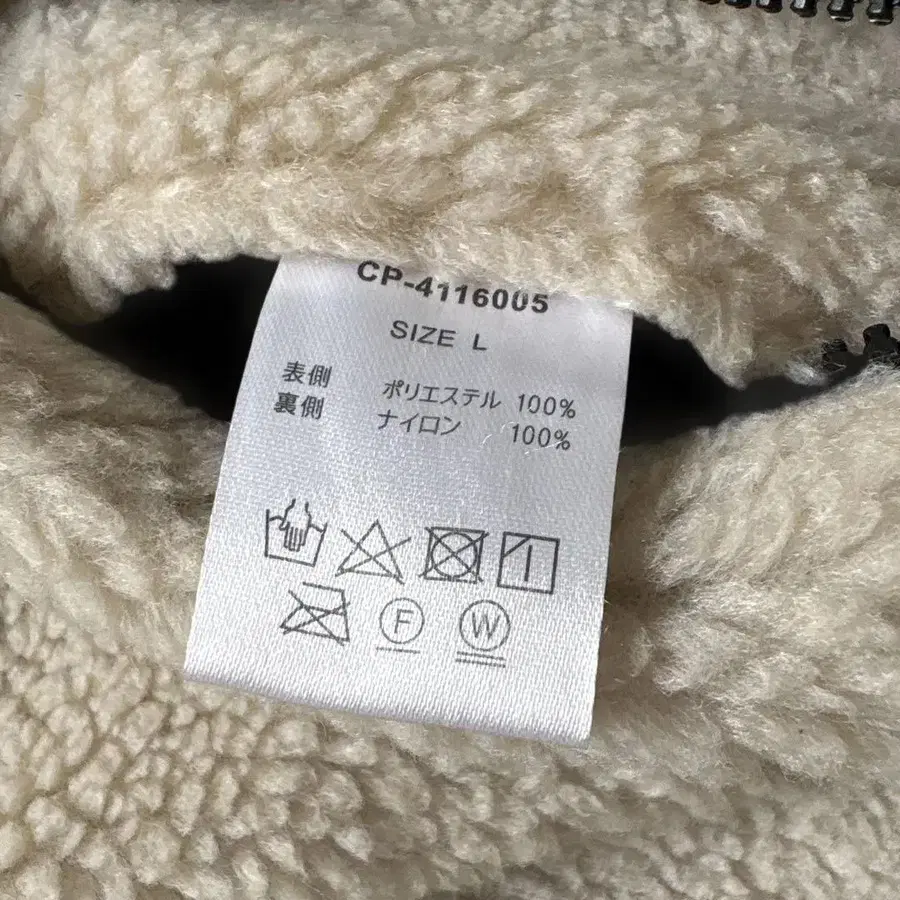 CP-4116005
SIZE L
表側 ポリエステル 100%
裏側 ナイロン 100%
F W